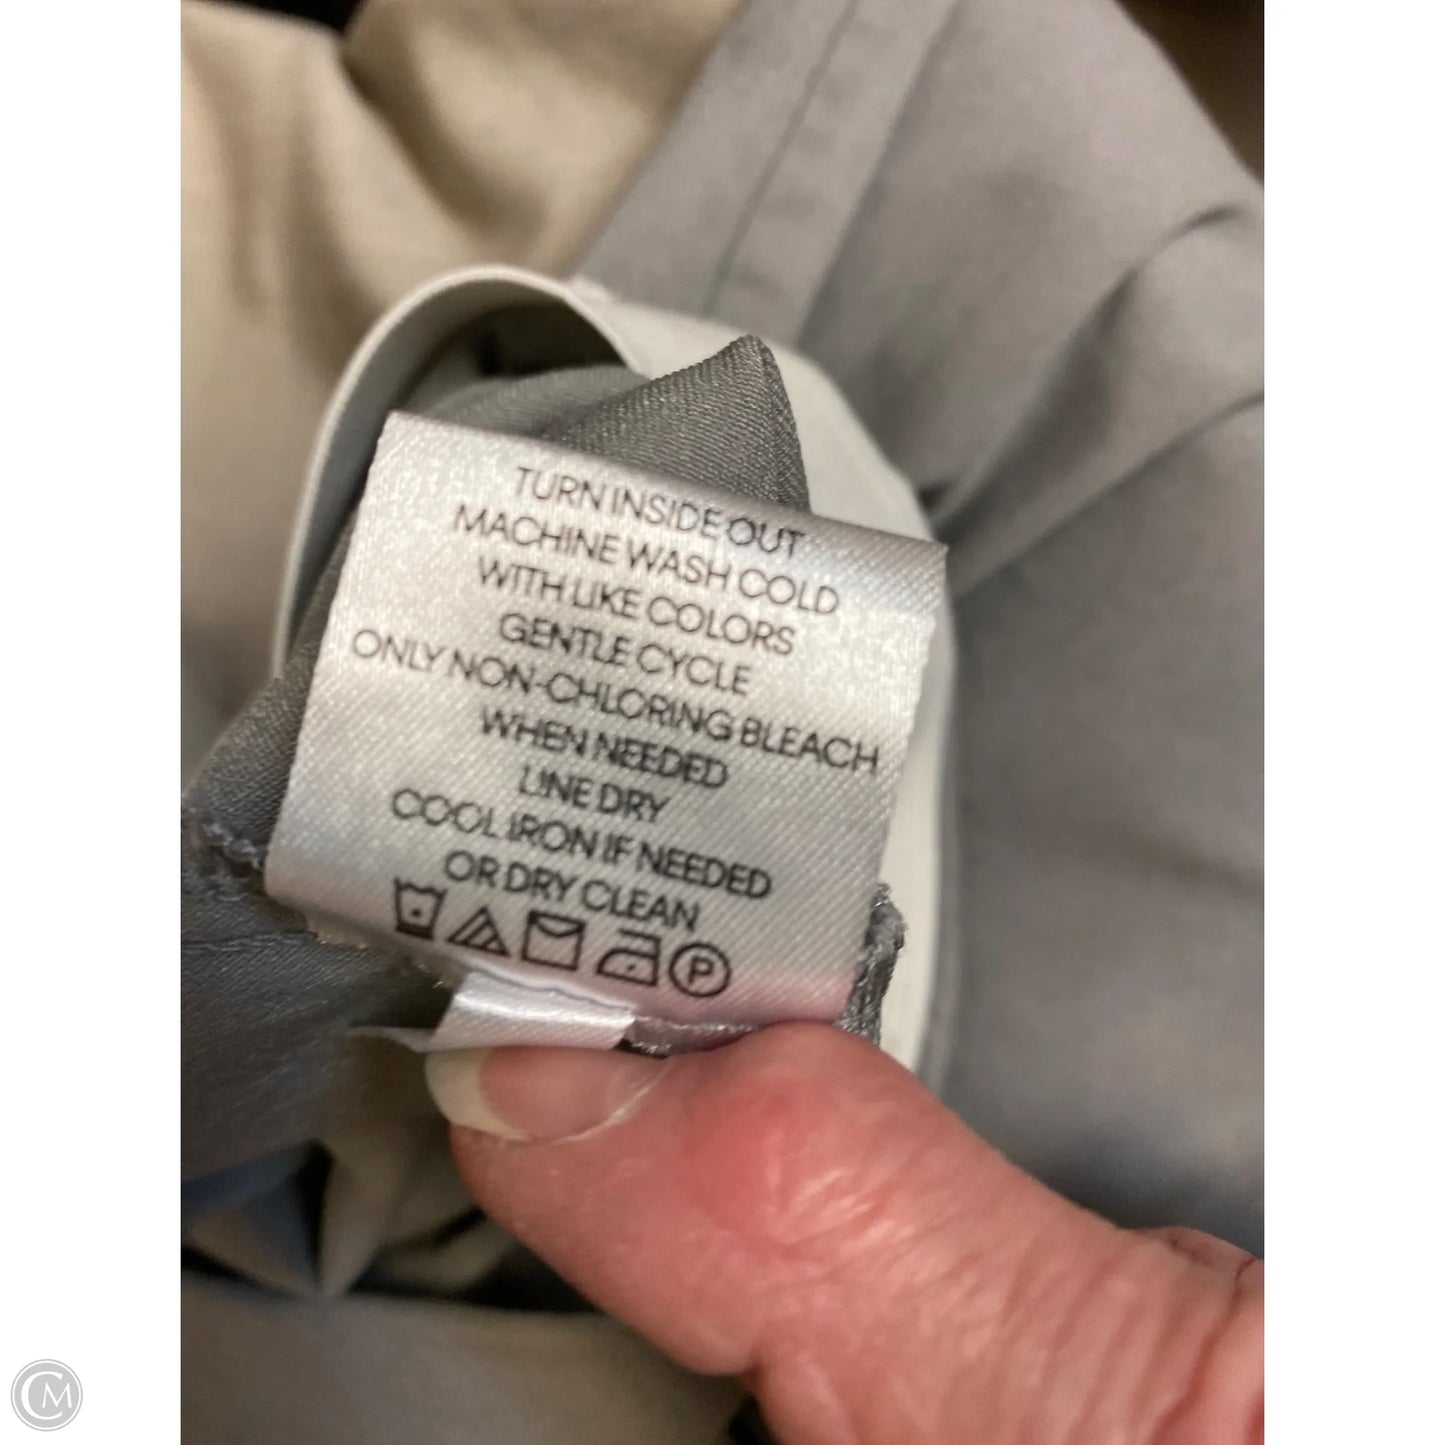 TURN INSIDE OUT
MACHINE WASH COLD
WITH LIKE COLORS
GENTLE CYCLE
ONLY NON-CHLORING BLEACH
WHEN NEEDED
LINE DRY
COOL IRON IF NEEDED
OR DRY CLEAN
P
CM